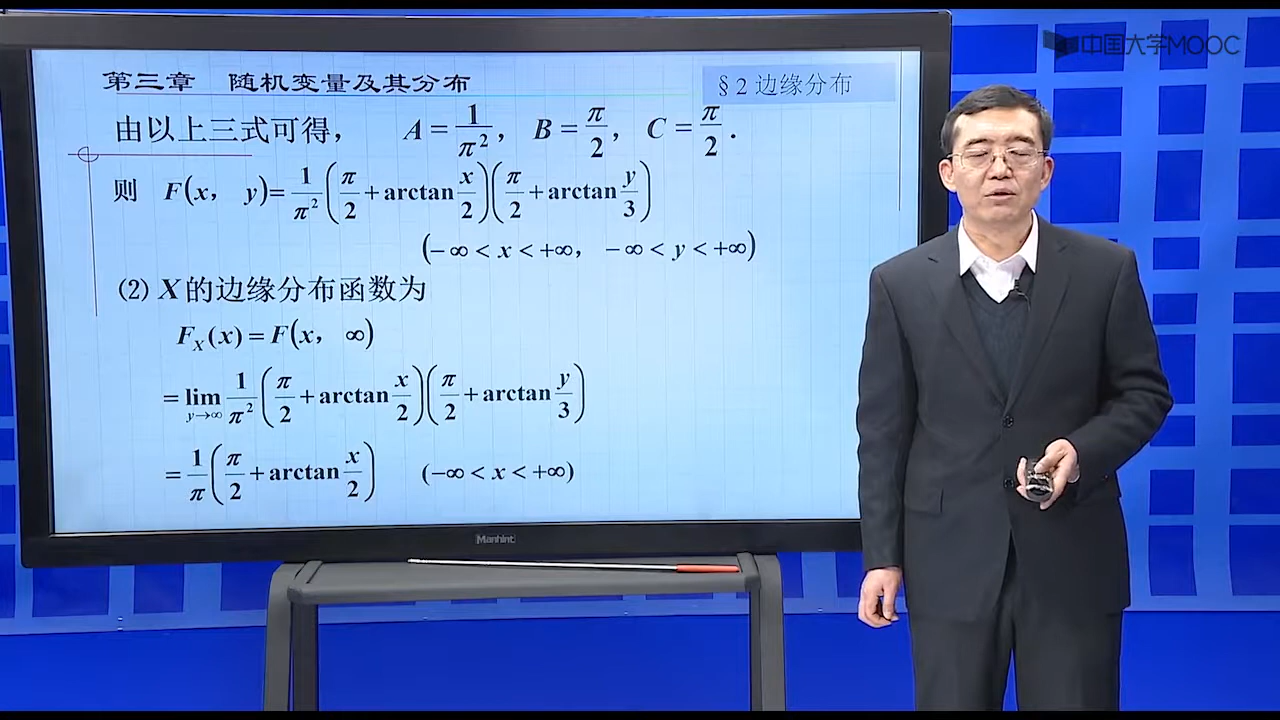 中国大学MOOC
第三章 随机变量及其分布
§2边缘分布
由以上三式可得, A = 1/π², B = π/2, C = π/2.
则 F(x, y)= 1/π² (π/2 + arctan x/2)(π/2 + arctan y/3)
(−∞ < x < +∞, −∞ < y < +∞)
(2) X的边缘分布函数为
F_X(x) = F(x, ∞)
= lim y→∞ 1/π² (π/2 + arctan x/2)(π/2 + arctan y/3)
= 1/π (π/2 + arctan x/2) (−∞ < x < +∞)
Manhint